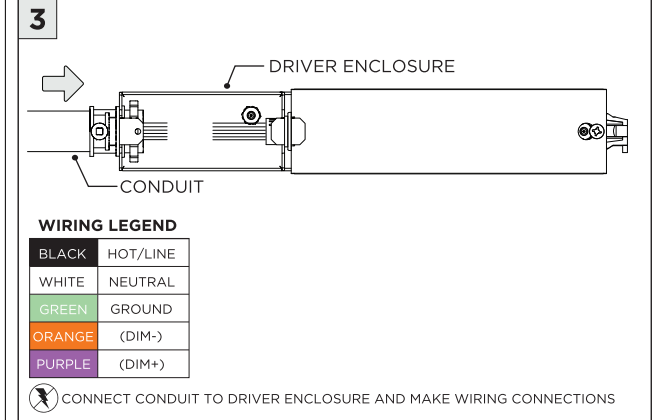 3
DRIVER ENCLOSURE
CONDUIT
WIRING LEGEND
BLACK HOT/LINE
WHITE NEUTRAL
GREEN GROUND
ORANGE (DIM-)
PURPLE (DIM+)
CONNECT CONDUIT TO DRIVER ENCLOSURE AND MAKE WIRING CONNECTIONS